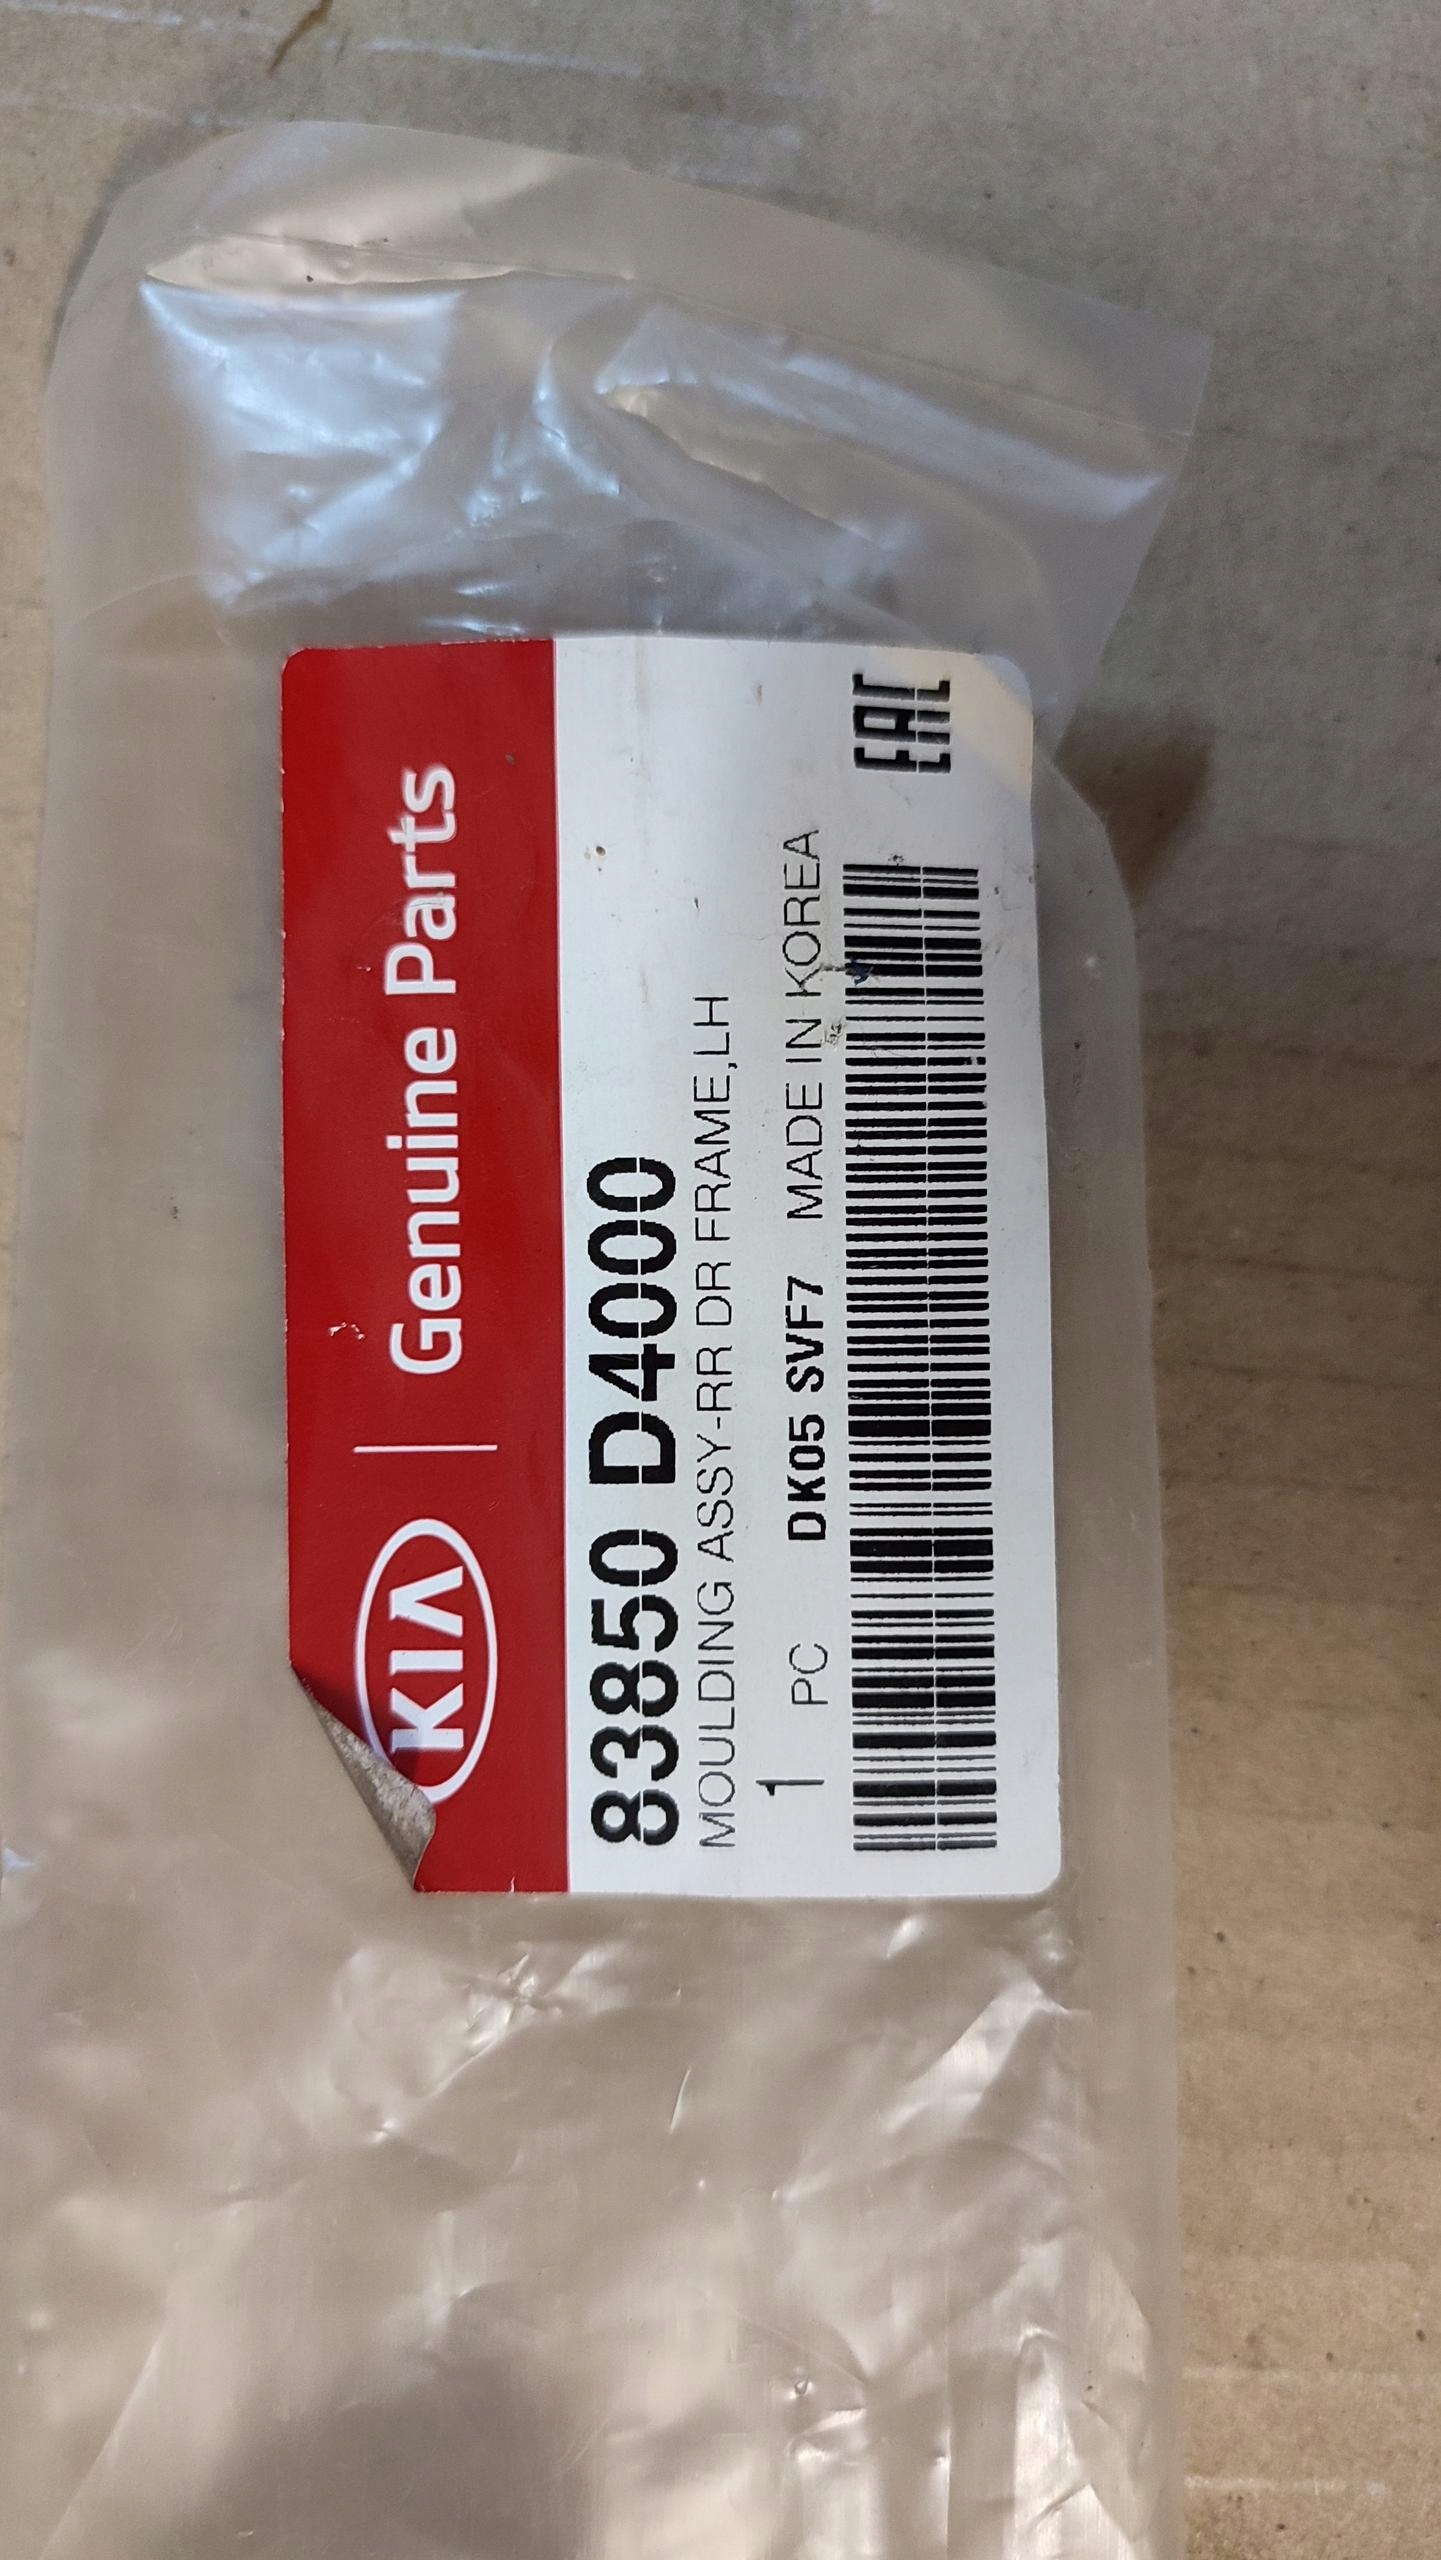 KIA | Genuine Parts
83850 D4000
MOULDING ASSY-RR DR FRAME,LH
1 PC DK05 SVF7 MADE IN KOREA
EAC